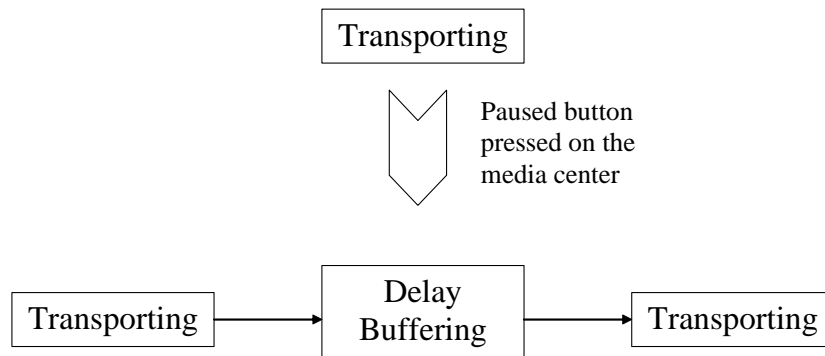 Transporting
Paused button
pressed on the
media center
Transporting
Delay
Buffering
Transporting